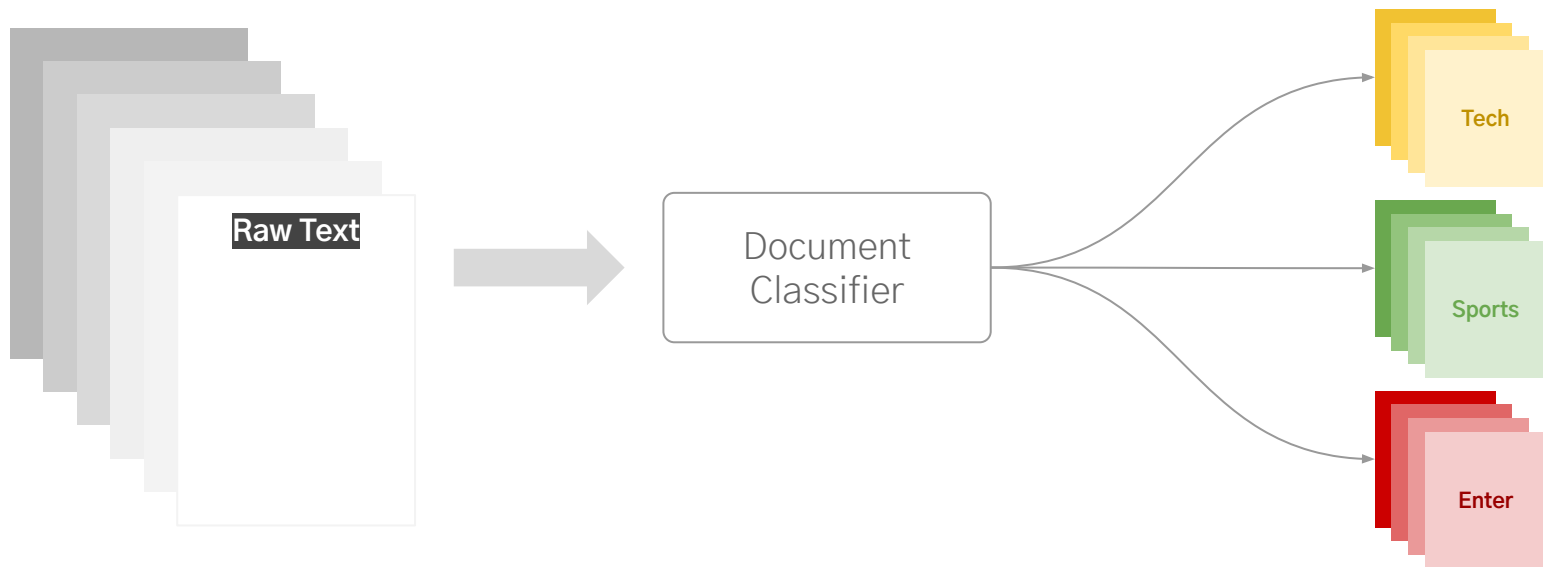 Raw Text
Document
Classifier
Tech
Sports
Enter